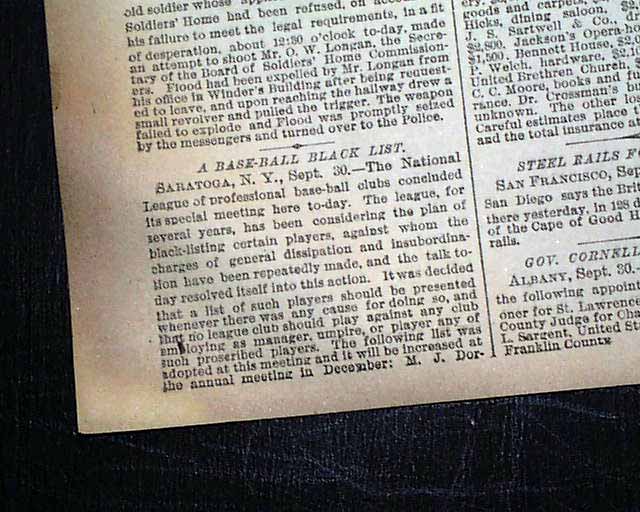 old soldier whose
Soldiers' Home had been refused, on account
his failure to meet the legal requirements, in a fit
of desperation, about 12:30 o'clock to-day, made
an attempt to shoot Mr. O. W. Longan, the Secre-
tary of the Board of Soldiers' Home Commission-
ers. Flood had been expelled by Mr. Longan from
his office in Winder's Building after being request-
ed to leave, and upon reaching the hallway drew a
small revolver and pulled the trigger. The weapon
failed to explode and Flood was promptly seized
by the messengers and turned over to the Police.
A BASE-BALL BLACK LIST.
SARATOGA, N. Y., Sept. 30.—The National
League of professional base-ball clubs concluded
its special meeting here to-day. The league, for
several years, has been considering the plan of
black-listing certain players, against whom the
charges of general dissipation and insubordina-
tion have been repeatedly made, and the talk to-
day resolved itself into this action. It was decided
that a list of such players should be presented
whenever there was any cause for doing so, and
that no league club should play against any club
employing as manager, umpire, or player any of
such proscribed players. The following list was
adopted at this meeting and it will be increased at
the annual meeting in December: M. J. Dor-
goods and carpets,
Hicks, dining saloon,
J. S. Sartwell & Co.,
$2,800. Jackson's Opera-ho
$1,500. Bennett House, $2,0
P. Welch, hardware, $2,
United Brethren Church,
C. C. Moore, books and
rance. Dr. Crossman's
unknown. The other lo
Careful estimates place
and the total insurance a
STEEL RAILS FO
SAN FRANCISCO, Sep
San Diego says the Bri
there yesterday, in 128 d
of the Cape of Good
rails.
GOV. CORNELL
ALBANY, Sept. 30.
the following appoin
oner for St. Lawrenc
County Judge for Cha
L. Sargent, United St
Franklin County